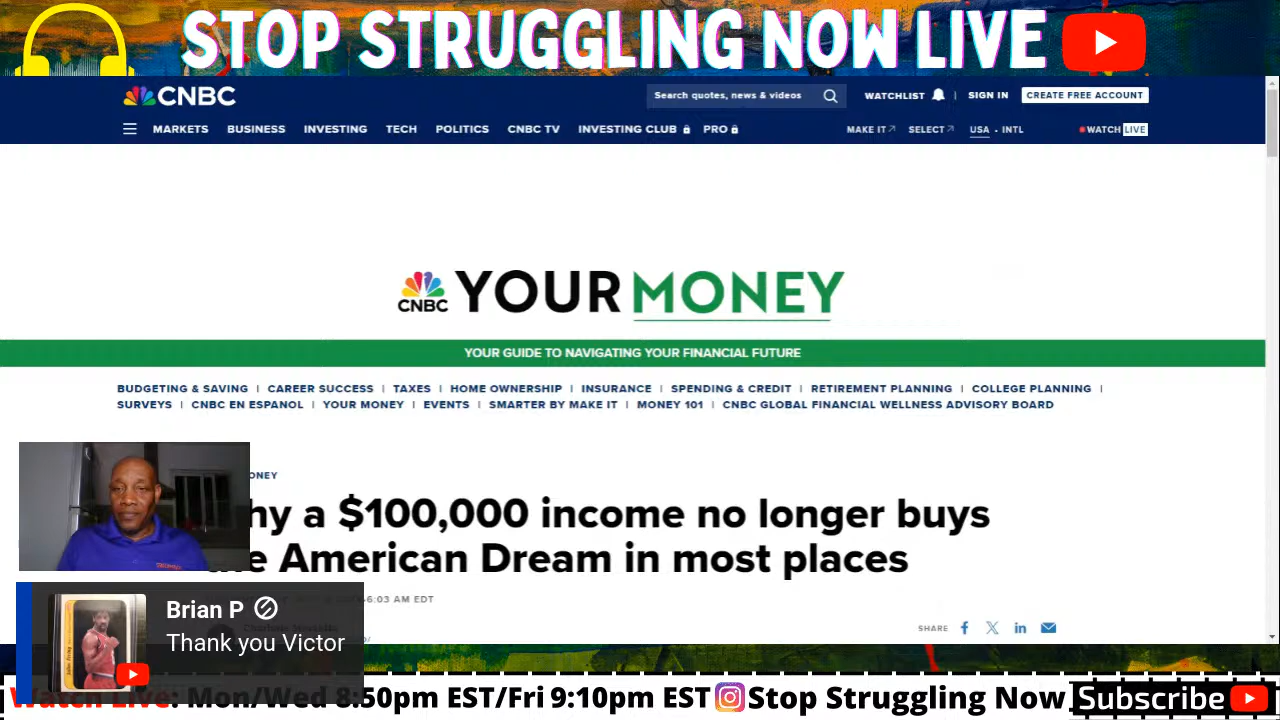 STOP STRUGGLING NOW LIVE
CNBC
Search quotes, news & videos
WATCHLIST
SIGN IN
CREATE FREE ACCOUNT
MARKETS BUSINESS INVESTING TECH POLITICS CNBC TV INVESTING CLUB PRO
MAKE IT SELECT USA • INTL WATCH LIVE
CNBC YOUR MONEY
YOUR GUIDE TO NAVIGATING YOUR FINANCIAL FUTURE
BUDGETING & SAVING | CAREER SUCCESS | TAXES | HOME OWNERSHIP | INSURANCE | SPENDING & CREDIT | RETIREMENT PLANNING | COLLEGE PLANNING |
SURVEYS | CNBC EN ESPANOL | YOUR MONEY | EVENTS | SMARTER BY MAKE IT | MONEY 101 | CNBC GLOBAL FINANCIAL WELLNESS ADVISORY BOARD
ONEY
hy a $100,000 income no longer buys
American Dream in most places
6:03 AM EDT
SHARE
Brian P
Thank you Victor
Watch Live: Mon/Wed 8:50pm EST/Fri 9:10pm EST Stop Struggling Now Subscribe